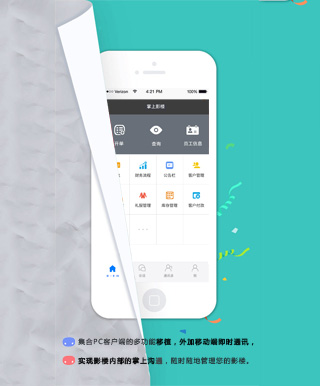 Verizon 4:21 PM 100%
掌上影楼
开单 查询 员工信息
财务流程 公告栏 客户管理
礼服管理 库存管理 客户付款
集合PC客户端的多功能移植，外加移动端即时通讯，
实现影楼内部的掌上沟通，随时随地管理您的影楼。